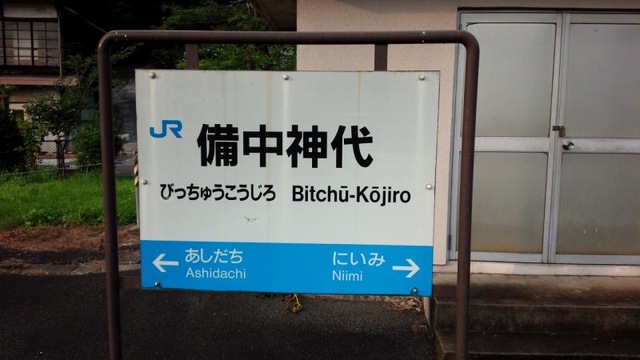 JR 備中神代
びっちゅうこうじろ Bitchū-Kōjiro
← あしだち にいみ →
Ashidachi Niimi